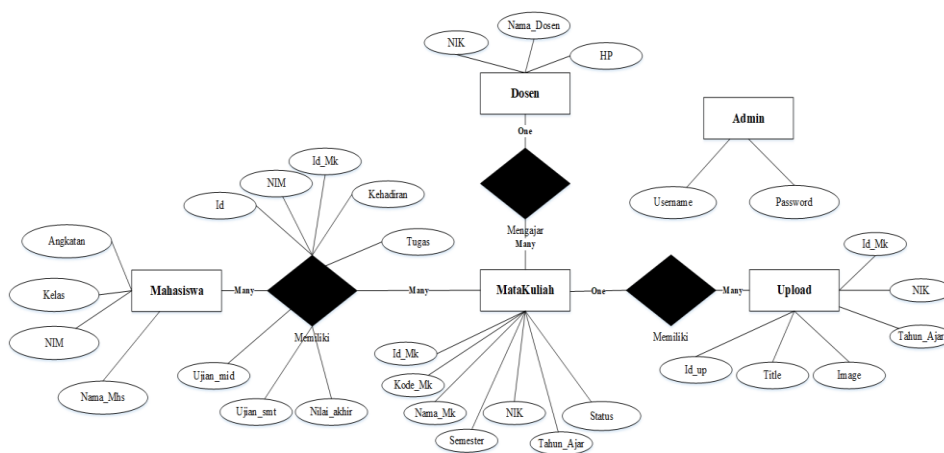 Nama_Dosen
NIK
HP
Dosen
One
Mengajar
Many
Admin
Username
Password
Id_Mk
NIM
Id
Kehadiran
Tugas
Angkatan
Kelas
NIM
Nama_Mhs
Mahasiswa
Many
Memiliki
Many
Ujian_mid
Ujian_smt
Nilai_akhir
MataKuliah
One
Memiliki
Many
Upload
Id_Mk
NIK
Tahun_Ajar
Id_up
Title
Image
Id_Mk
Kode_Mk
Nama_Mk
Semester
NIK
Tahun_Ajar
Status